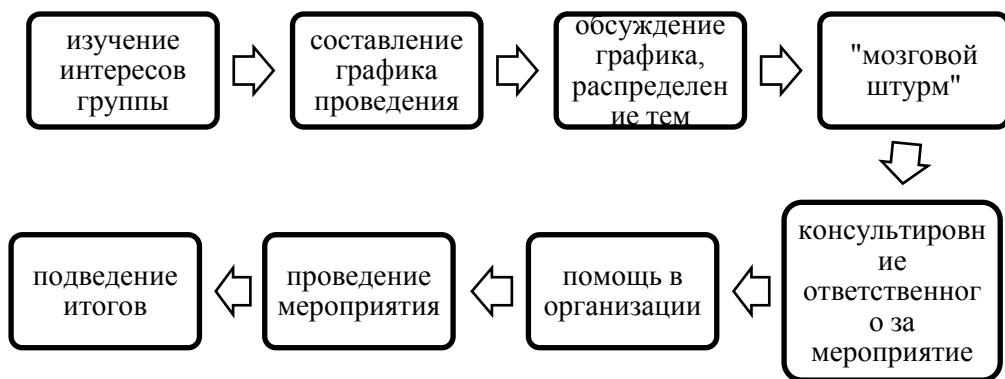 изучение
интересов
группы
составление
графика
проведения
обсуждение
графика,
распределен
ие тем
"мозговой
штурм"
консультировн
ие
ответственног
о за
мероприятие
помощь в
организации
проведение
мероприятия
подведение
итогов